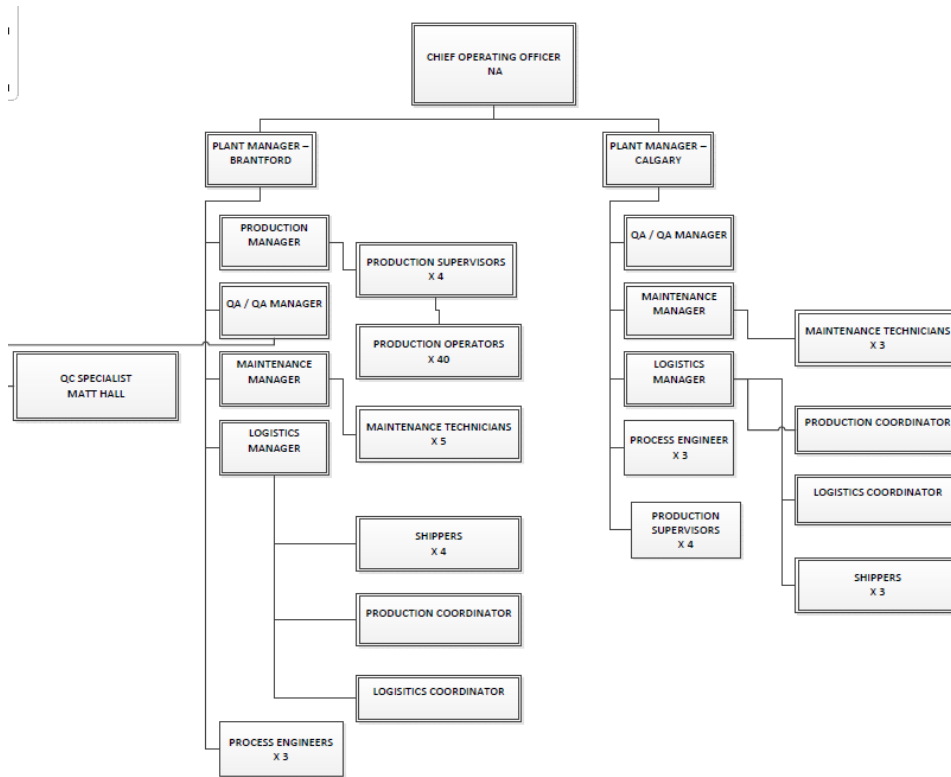 CHIEF OPERATING OFFICER
NA
PLANT MANAGER –
BRANTFORD
PRODUCTION
MANAGER
PRODUCTION SUPERVISORS
X 4
PRODUCTION OPERATORS
X 40
QA / QA MANAGER
QC SPECIALIST
MATT HALL
MAINTENANCE
MANAGER
MAINTENANCE TECHNICIANS
X 5
LOGISTICS
MANAGER
SHIPPERS
X 4
PRODUCTION COORDINATOR
LOGISITICS COORDINATOR
PROCESS ENGINEERS
X 3
PLANT MANAGER –
CALGARY
QA / QA MANAGER
MAINTENANCE
MANAGER
MAINTENANCE TECHNICIANS
X 3
LOGISTICS
MANAGER
PRODUCTION COORDINATOR
LOGISTICS COORDINATOR
SHIPPERS
X 3
PROCESS ENGINEER
X 3
PRODUCTION
SUPERVISORS
X 4